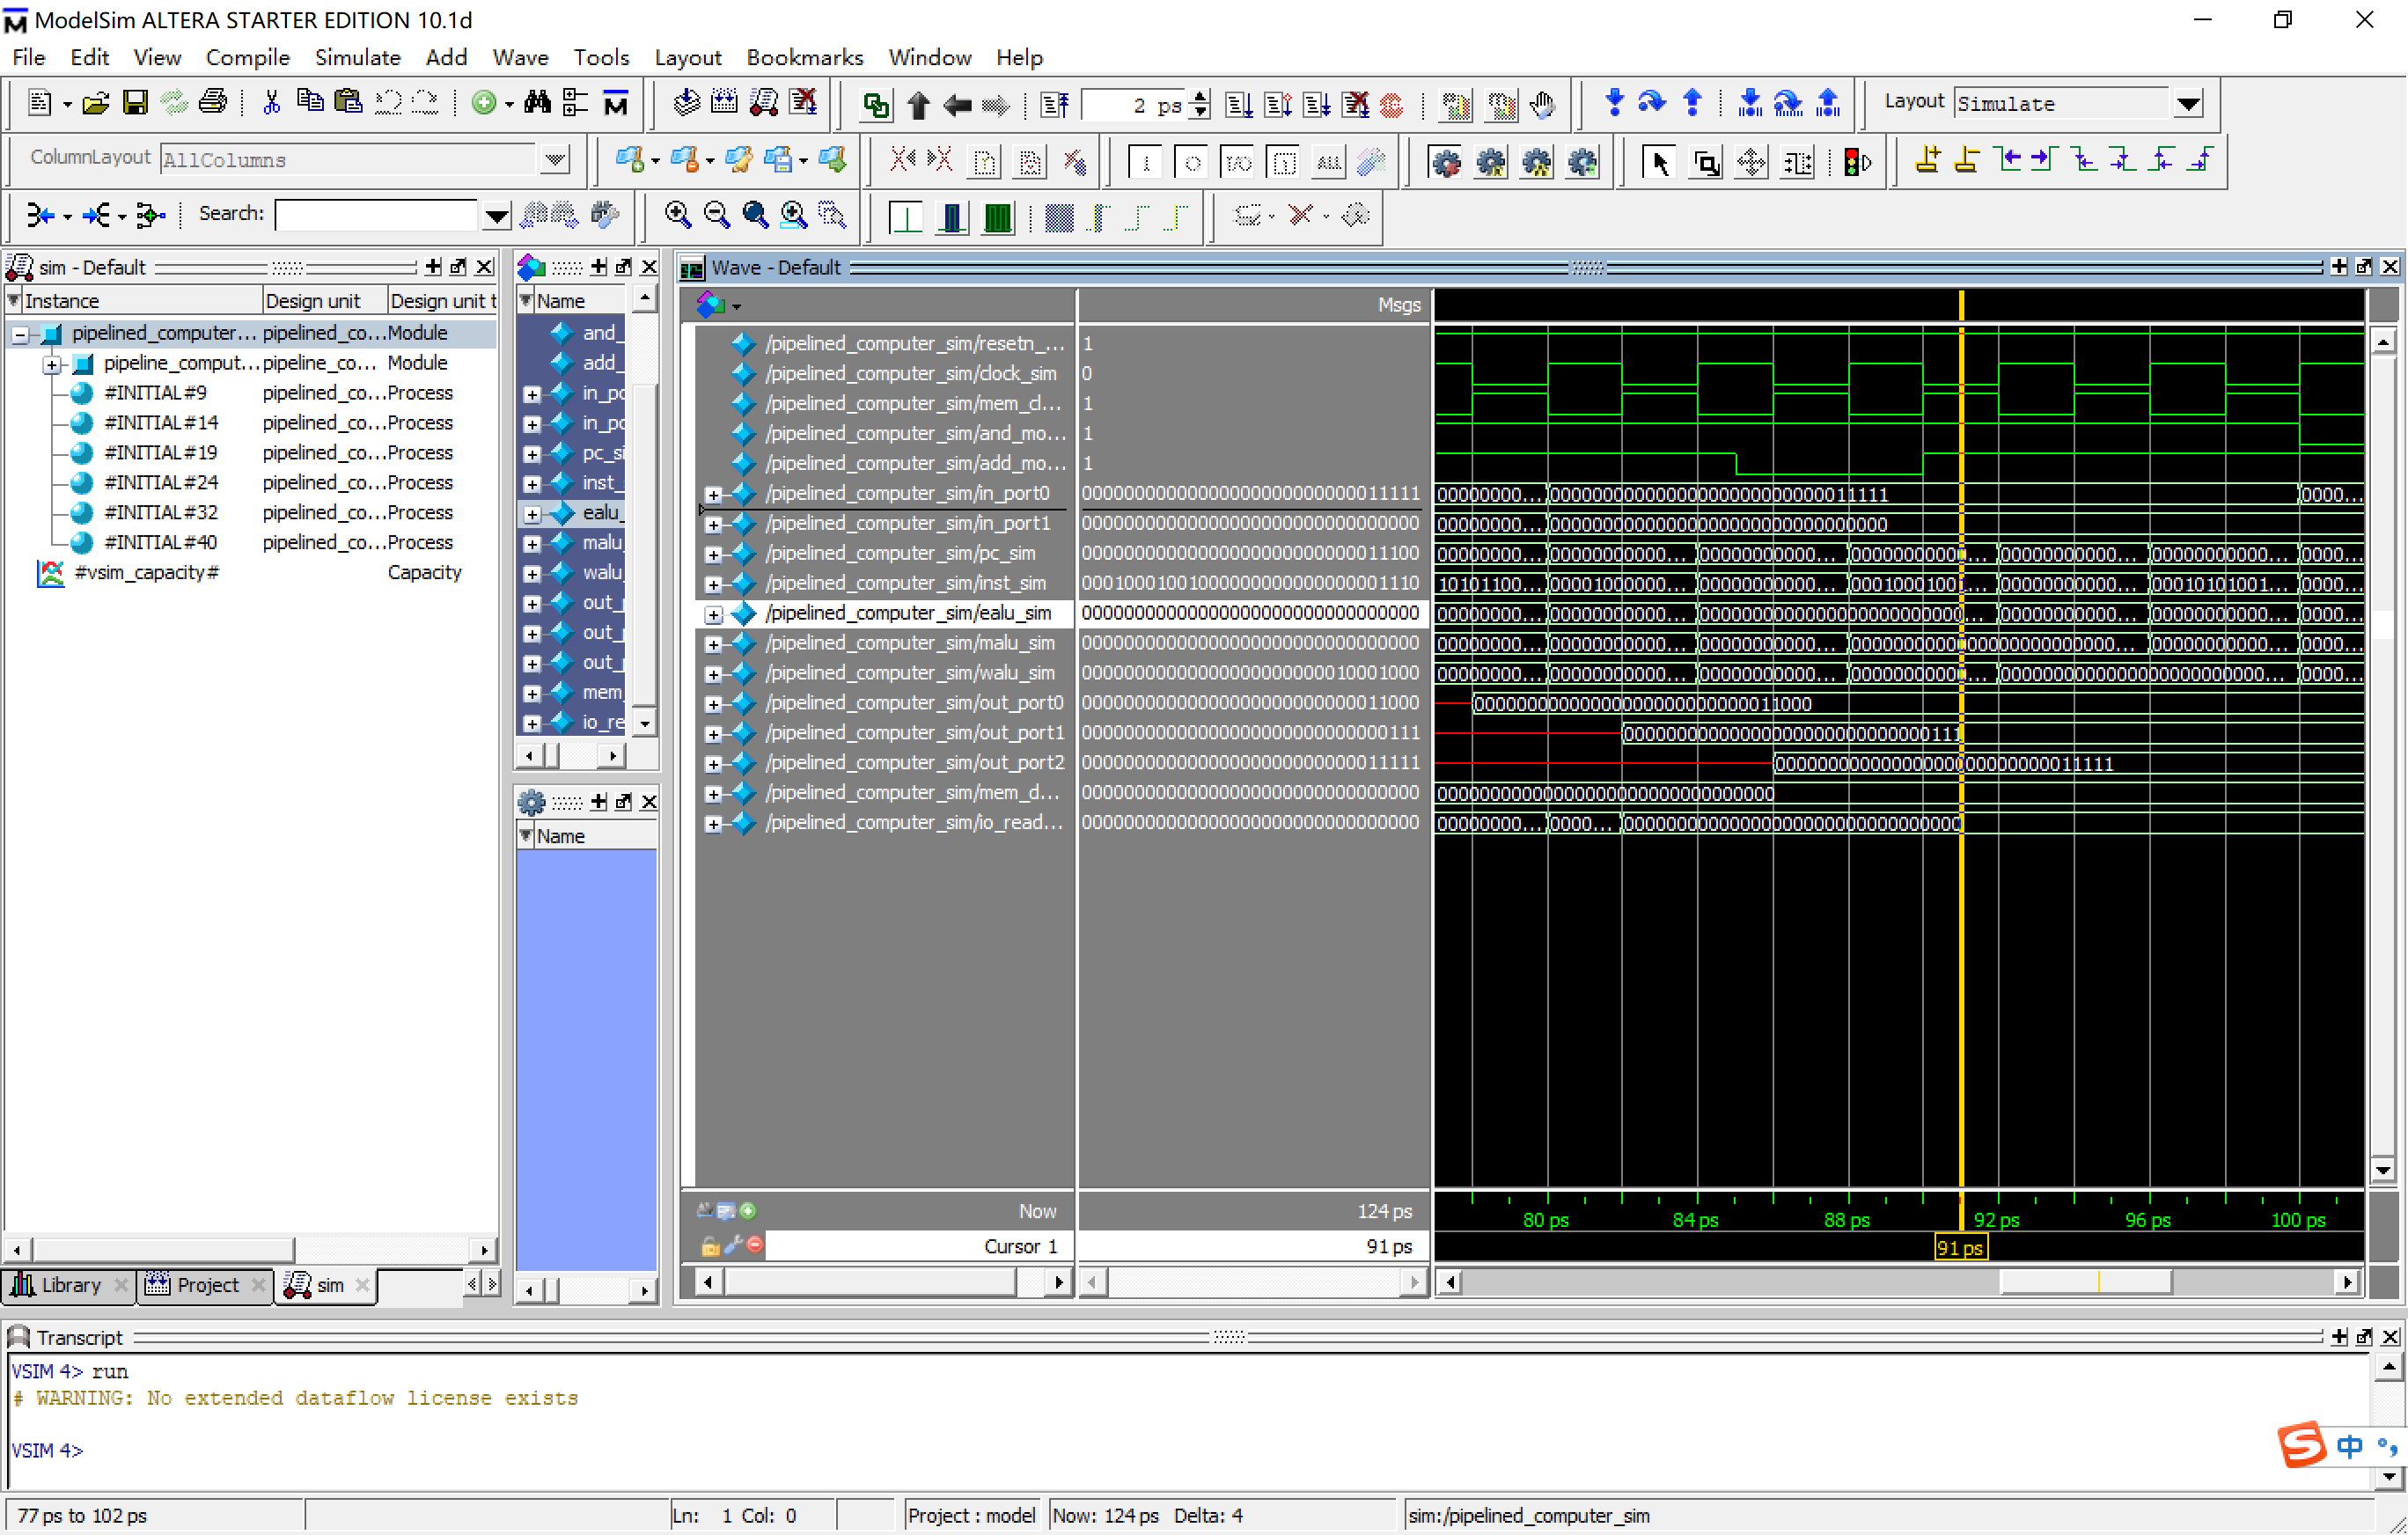 ModelSim ALTERA STARTER EDITION 10.1d
File Edit View Compile Simulate Add Wave Tools Layout Bookmarks Window Help
2 ps
Layout Simulate
ColumnLayout AllColumns
Search:
sim - Default
Instance Design unit Design unit t
pipelined_computer... pipelined_co... Module
pipeline_comput... pipeline_co... Module
#INITIAL#9 pipelined_co... Process
#INITIAL#14 pipelined_co... Process
#INITIAL#19 pipelined_co... Process
#INITIAL#24 pipelined_co... Process
#INITIAL#32 pipelined_co... Process
#INITIAL#40 pipelined_co... Process
#vsim_capacity# Capacity
Library Project sim
Name
and_
add_
in_po
in_po
pc_si
inst_
ealu_
malu_
walu_
out_
out_
out_
mem_
io_re
Name
Wave - Default
Msgs
/pipelined_computer_sim/resetn_... 1
/pipelined_computer_sim/clock_sim 0
/pipelined_computer_sim/mem_cl... 1
/pipelined_computer_sim/and_mo... 1
/pipelined_computer_sim/add_mo... 1
/pipelined_computer_sim/in_port0 00000000000000000000000000011111 00000000... 00000000000000000000000000011111 0000...
/pipelined_computer_sim/in_port1 00000000000000000000000000000000 00000000... 00000000000000000000000000000000
/pipelined_computer_sim/pc_sim 00000000000000000000000000011100 00000000... 00000000000... 00000000000... 00000000000... 00000000000... 00000000000... 0000...
/pipelined_computer_sim/inst_sim 00010001001000000000000000001110 10101100... 00001000000... 00000000000... 00010001001... 00000000000... 00010101001... 0000...
/pipelined_computer_sim/ealu_sim 00000000000000000000000000000000 00000000... 00000000000... 0000000000000000000000000... 00000000000... 00000000000... 0000...
/pipelined_computer_sim/malu_sim 00000000000000000000000000000000 00000000... 00000000000... 00000000000... 0000000000000000000000000... 00000000000... 0000...
/pipelined_computer_sim/walu_sim 00000000000000000000000010001000 00000000... 00000000000... 00000000000... 00000000000... 0000000000000000000000000... 0000...
/pipelined_computer_sim/out_port0 00000000000000000000000000011000 00000000000000000000000000011000
/pipelined_computer_sim/out_port1 00000000000000000000000000000111 00000000000000000000000000000111
/pipelined_computer_sim/out_port2 00000000000000000000000000011111 00000000000000000000000000011111
/pipelined_computer_sim/mem_d... 00000000000000000000000000000000 00000000000000000000000000000000
/pipelined_computer_sim/io_read... 00000000000000000000000000000000 00000000... 0000... 00000000000000000000000000000000
Now 124 ps
80 ps 84 ps 88 ps 92 ps 96 ps 100 ps
Cursor 1 91 ps 91 ps
Transcript
VSIM 4> run
# WARNING: No extended dataflow license exists
VSIM 4>
中
77 ps to 102 ps Ln: 1 Col: 0 Project : model Now: 124 ps Delta: 4 sim:/pipelined_computer_sim